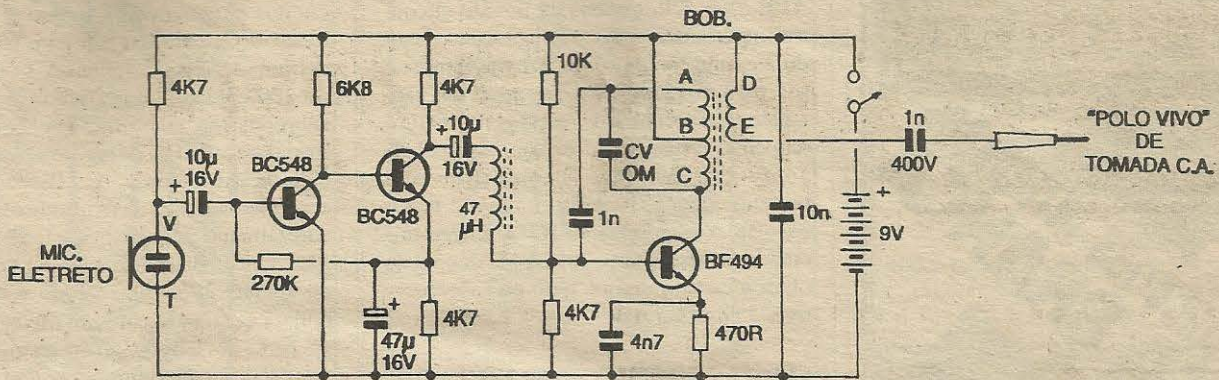 BOB.
4K7
6K8
4K7
10K
A
D
B
E
C
10µ
16V
BC548
+
10µ
16V
+
BC548
CV
OM
1n
400V
"POLO VIVO"
DE
TOMADA C.A.
V
MIC.
ELETRETO
T
270K
47
µH
1n
10n
+
9V
BF494
+
47µ
16V
4K7
4K7
4n7
470R